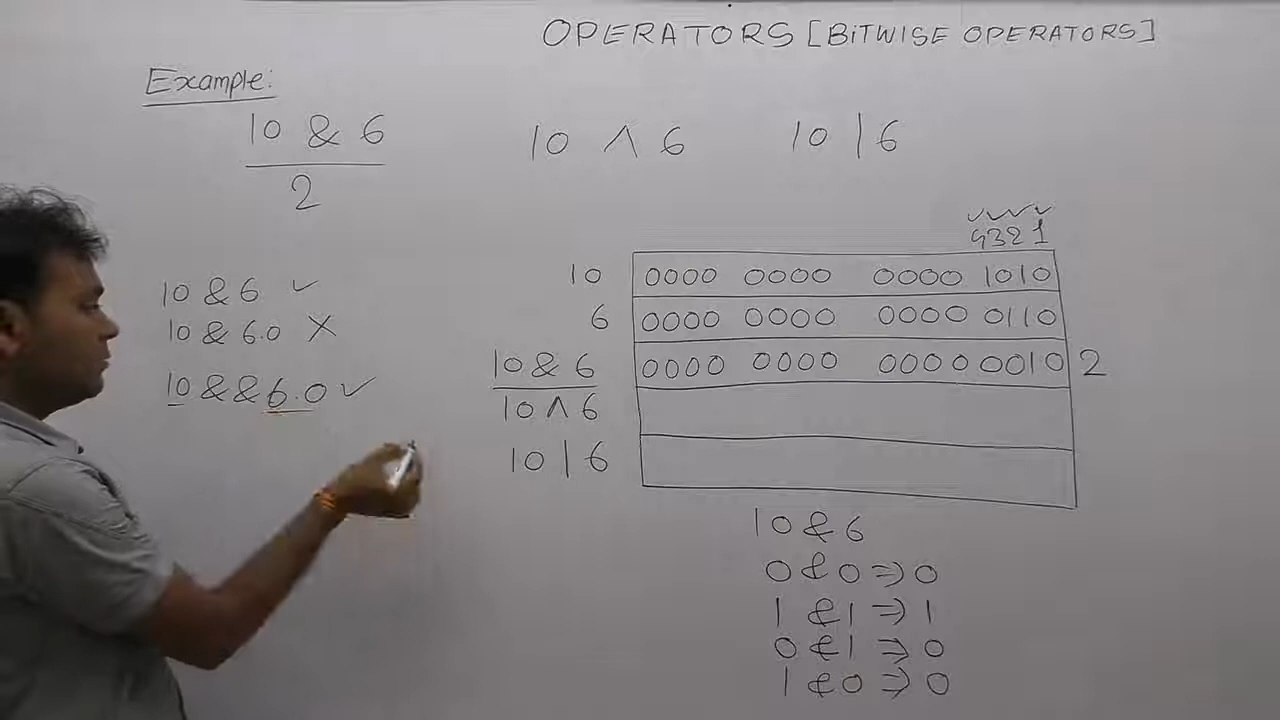 OPERATORS [BITWISE OPERATORS]
Example:
10 & 6
2
10 ^ 6
10 | 6
10 & 6 ✓
10 & 6.0 X
10 && 6.0 ✓
✓✓✓✓
4321
10 0000 0000 0000 1010
6 0000 0000 0000 0110
10 & 6 0000 0000 0000 0010 2
10 ^ 6
10 | 6
10 & 6
0 & 0 => 0
1 & 1 => 1
0 & 1 => 0
1 & 0 => 0